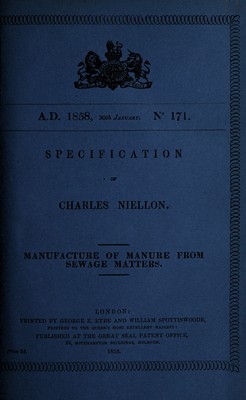 A.D. 1858, 30th JANUARY. Nº 171.
SPECIFICATION
OF
CHARLES NIELLON.
MANUFACTURE OF MANURE FROM
SEWAGE MATTERS.
LONDON:
PRINTED BY GEORGE E. EYRE AND WILLIAM SPOTTISWOODE,
PRINTERS TO THE QUEEN'S MOST EXCELLENT MAJESTY:
PUBLISHED AT THE GREAT SEAL PATENT OFFICE,
25, SOUTHAMPTON BUILDINGS, HOLBORN.
1858.